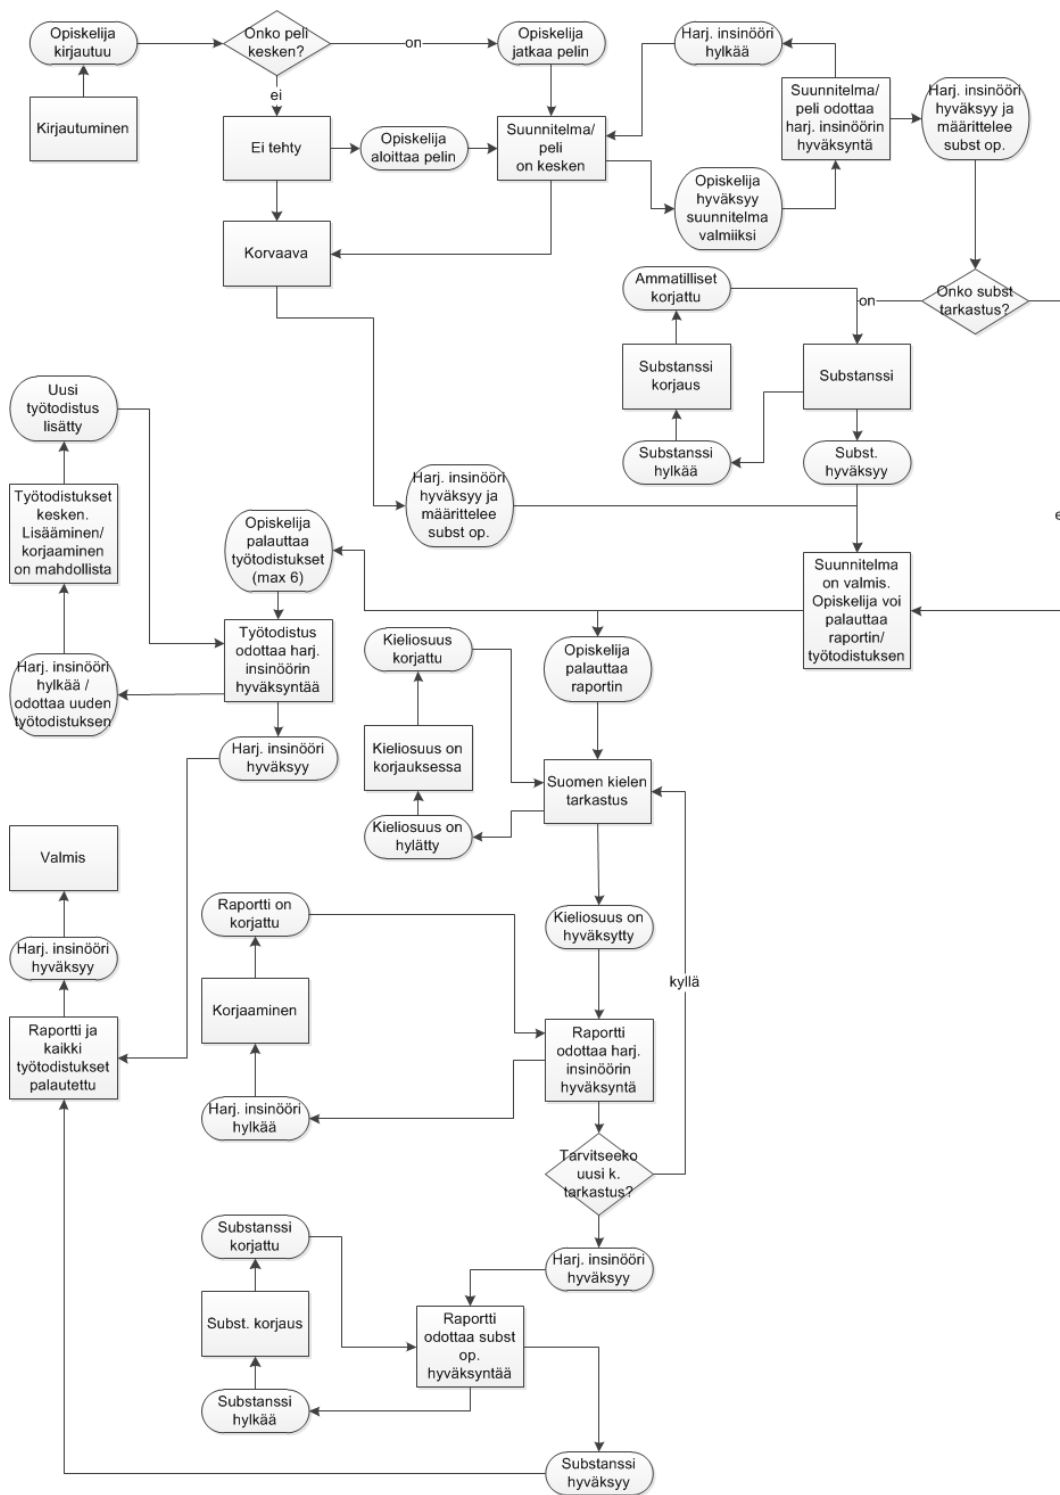 Opiskelija
kirjautuu
Onko peli
kesken?
on
Opiskelija
jatkaa pelin
Harj. insinööri
hylkää
Suunnitelma/
peli odottaa
harj. insinöörin
hyväksyntä
Harj. insinööri
hyväksyy ja
määrittelee
subst op.
ei
Kirjautuminen
Ei tehty
Opiskelija
aloittaa pelin
Suunnitelma/
peli
on kesken
Opiskelija
hyväksyy
suunnitelma
valmiiksi
Korvaava
Ammatilliset
korjattu
on
Onko subst
tarkastus?
Substanssi
korjaus
Substanssi
Uusi
työtodistus
lisätty
Substanssi
hylkää
Subst.
hyväksyy
Työtodistukset
kesken.
Lisääminen/
korjaaminen
on mahdollista
Harj. insinööri
hyväksyy ja
määrittelee
subst op.
e
Opiskelija
palauttaa
työtodistukset
(max 6)
Suunnitelma
on valmis.
Opiskelija voi
palauttaa
raportin/
työtodistuksen
Työtodistus
odottaa harj.
insinöörin
hyväksyntää
Kieliosuus
korjattu
Opiskelija
palauttaa
raportin
Harj. insinööri
hylkää /
odottaa uuden
työtodistuksen
Harj. insinööri
hyväksyy
Kieliosuus on
korjauksessa
Suomen kielen
tarkastus
Kieliosuus on
hylätty
Valmis
Raportti on
korjattu
Kieliosuus on
hyväksytty
Harj. insinööri
hyväksyy
kyllä
Korjaaminen
Raportti ja
kaikki
työtodistukset
palautettu
Raportti
odottaa harj.
insinöörin
hyväksyntä
Harj. insinööri
hylkää
Tarvitseeko
uusi k.
tarkastus?
Substanssi
korjattu
Harj. insinööri
hyväksyy
Subst. korjaus
Raportti
odottaa subst
op.
hyväksyntää
Substanssi
hylkää
Substanssi
hyväksyy